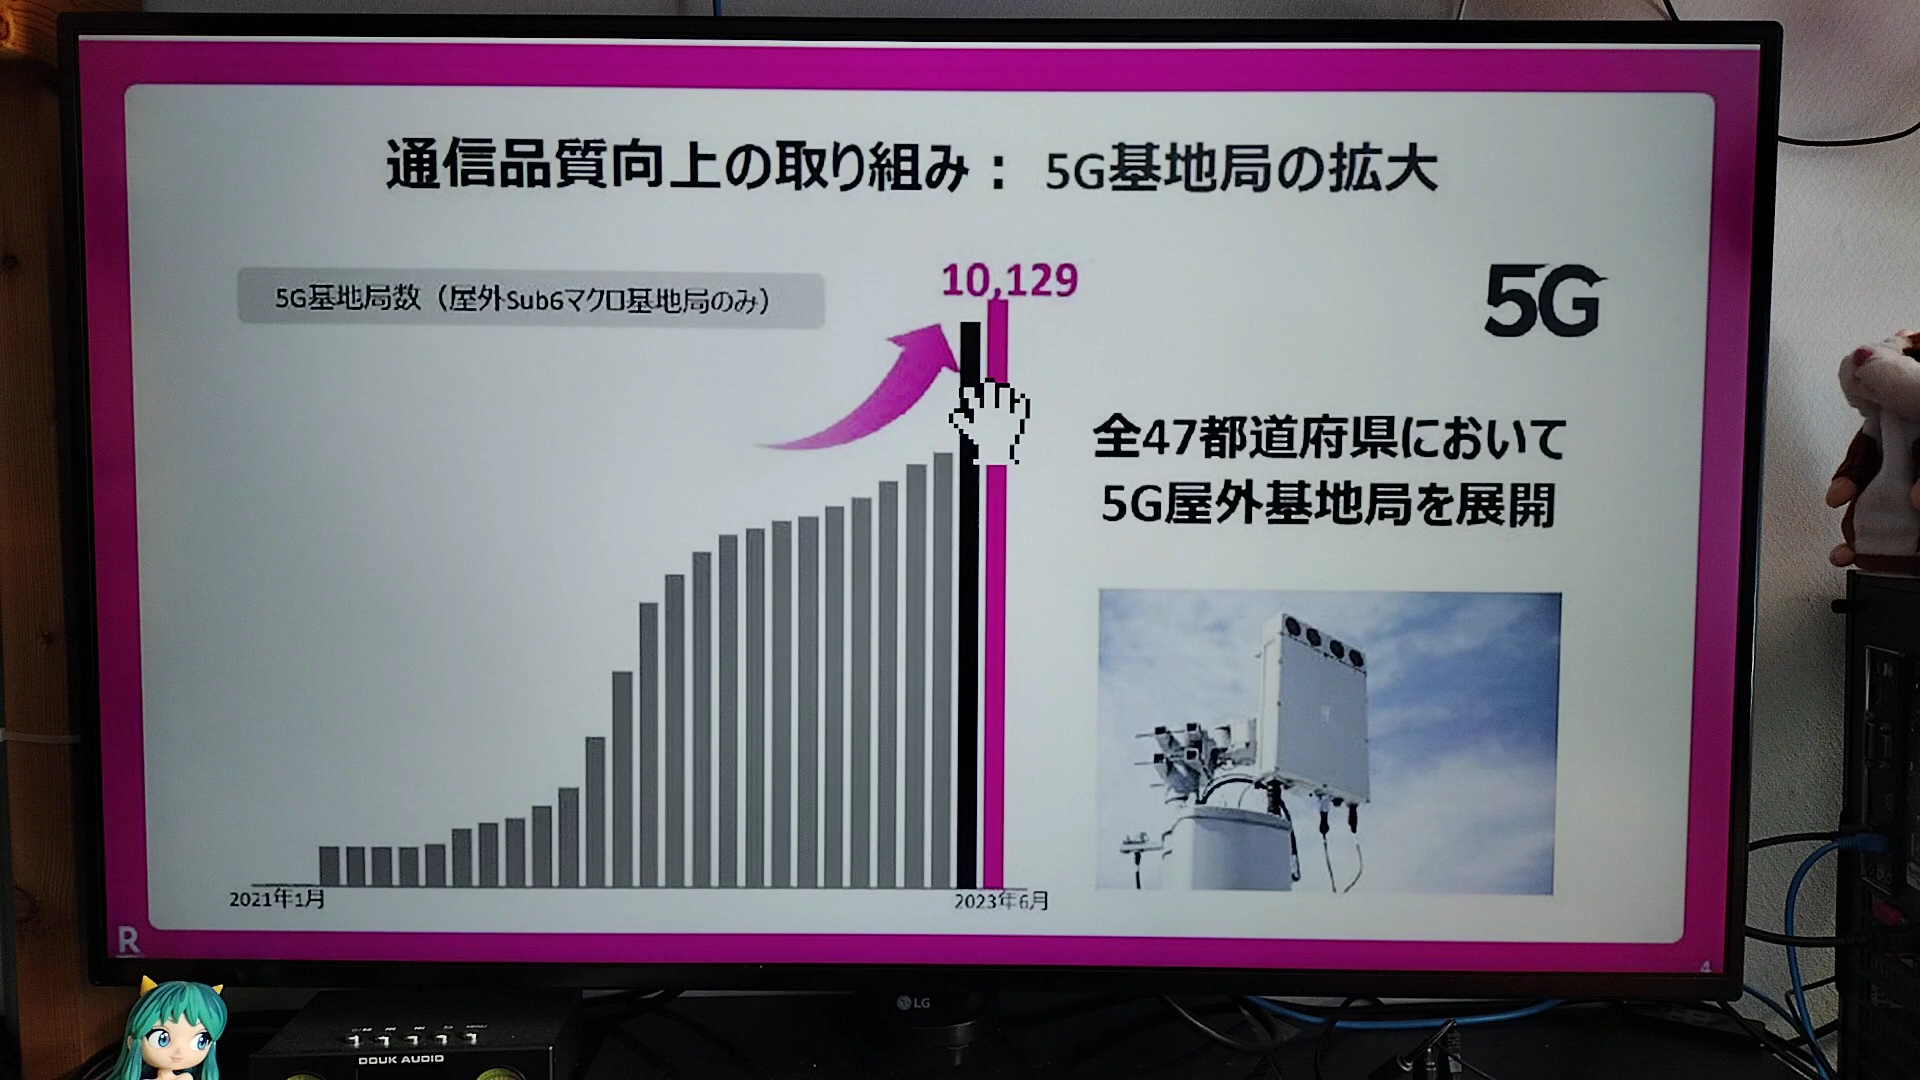 通信品質向上の取り組み： 5G基地局の拡大
5G基地局数（屋外Sub6マクロ基地局のみ）
10,129
5G
全47都道府県において
5G屋外基地局を展開
2021年1月
2023年6月
R
4
LG
DOUK AUDIO